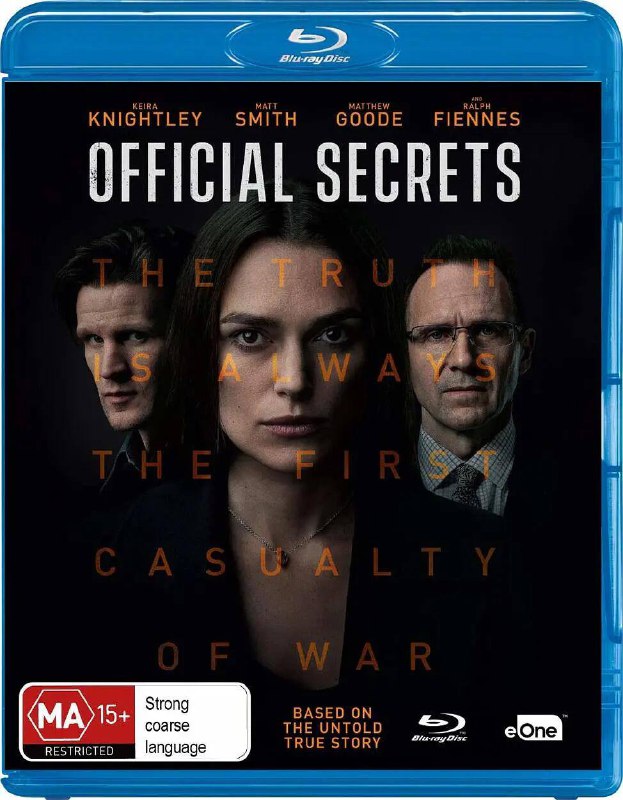 Blu-ray Disc
KEIRA MATT MATTHEW AND RALPH
KNIGHTLEY SMITH GOODE FIENNES
OFFICIAL SECRETS
THE TRUTH
IS ALWAYS
THE FIRST
CASUALTY
OF WAR
MA 15+
RESTRICTED
Strong
coarse
language
BASED ON
THE UNTOLD
TRUE STORY
Blu-ray Disc
eOne™